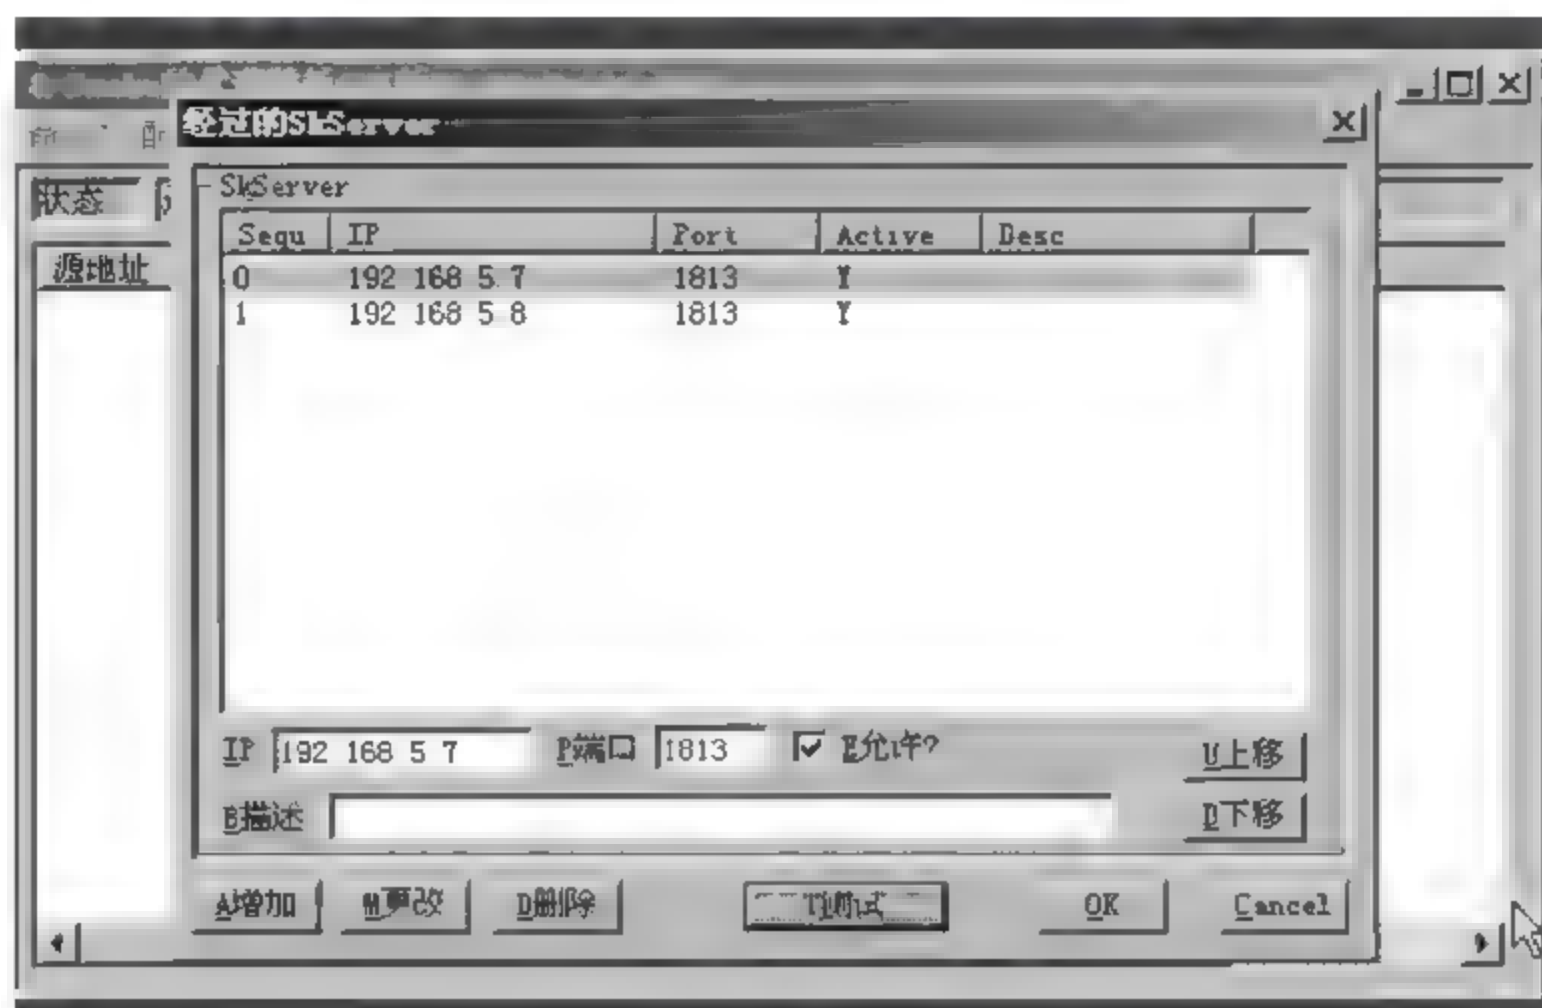 经过的SkServer
状态
源地址
SkServer
Sequ IP Port Active Desc
0 192 168 5.7 1813 Y
1 192 168 5 8 1813 Y
IP 192 168 5 7 P端口 1813 E允许?
U上移
B描述
D下移
A增加 M更改 D删除 T测试 OK Cancel